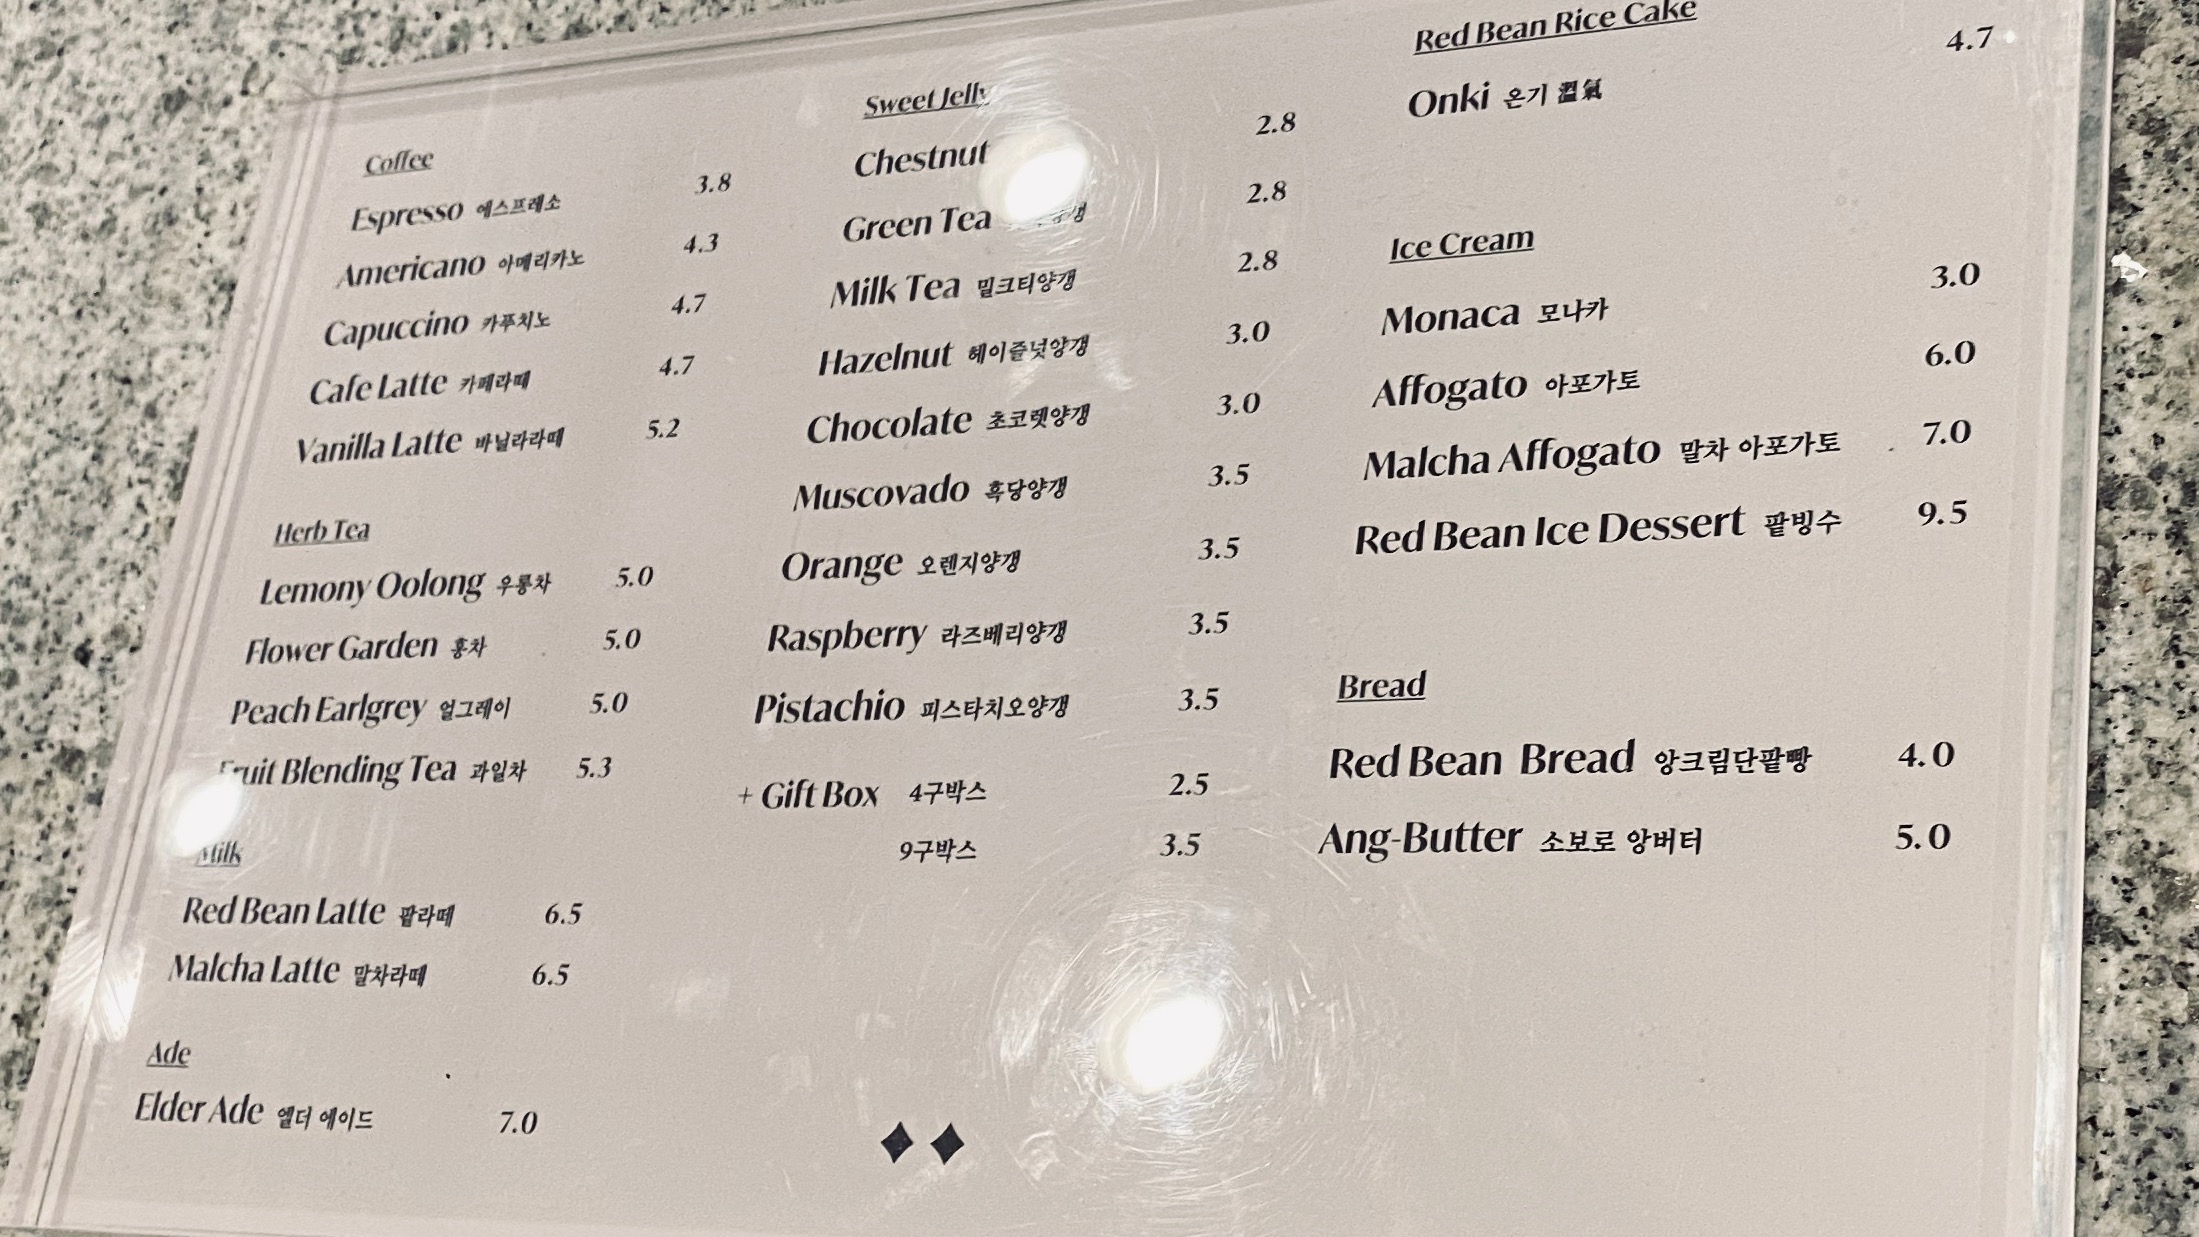 Coffee
Espresso 에스프레소 3.8
Americano 아메리카노 4.3
Capuccino 카푸치노 4.7
Cafe Latte 카페라떼 4.7
Vanilla Latte 바닐라라떼 5.2
Herb Tea
Lemony Oolong 우롱차 5.0
Flower Garden 홍차 5.0
Peach Earlgrey 얼그레이 5.0
Fruit Blending Tea 과일차 5.3
Milk
Red Bean Latte 팥라떼 6.5
Malcha Latte 말차라떼 6.5
Ade
Elder Ade 엘더 에이드 7.0
Sweet Jelly
Chestnut 2.8
Green Tea 2.8
Milk Tea 밀크티양갱 2.8
Hazelnut 헤이즐넛양갱 3.0
Chocolate 초코렛양갱 3.0
Muscovado 흑당양갱 3.5
Orange 오렌지양갱 3.5
Raspberry 라즈베리양갱 3.5
Pistachio 피스타치오양갱 3.5
+ Gift Box 4구박스 2.5
9구박스 3.5
Red Bean Rice Cake
Onki 온기 溫氣 4.7
Ice Cream
Monaca 모나카 3.0
Affogato 아포가토 6.0
Malcha Affogato 말차 아포가토 7.0
Red Bean Ice Dessert 팥빙수 9.5
Bread
Red Bean Bread 앙크림단팥빵 4.0
Ang-Butter 소보로 앙버터 5.0